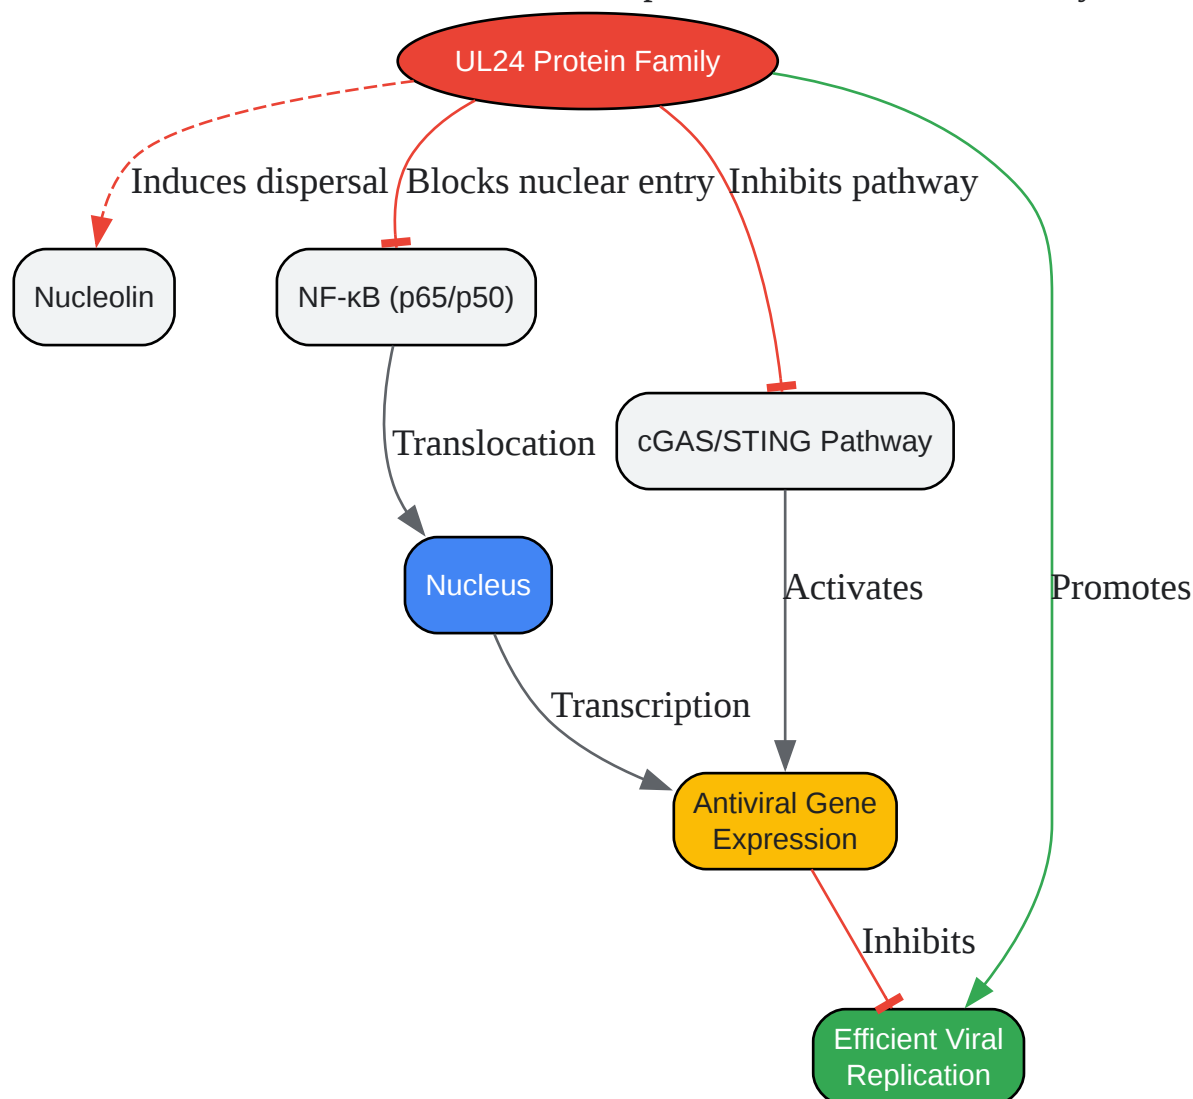 UL24 Protein Family
Induces dispersal
Blocks nuclear entry
Inhibits pathway
Nucleolin
NF-κB (p65/p50)
Translocation
cGAS/STING Pathway
Nucleus
Activates
Promotes
Transcription
Antiviral Gene
Expression
Inhibits
Efficient Viral
Replication